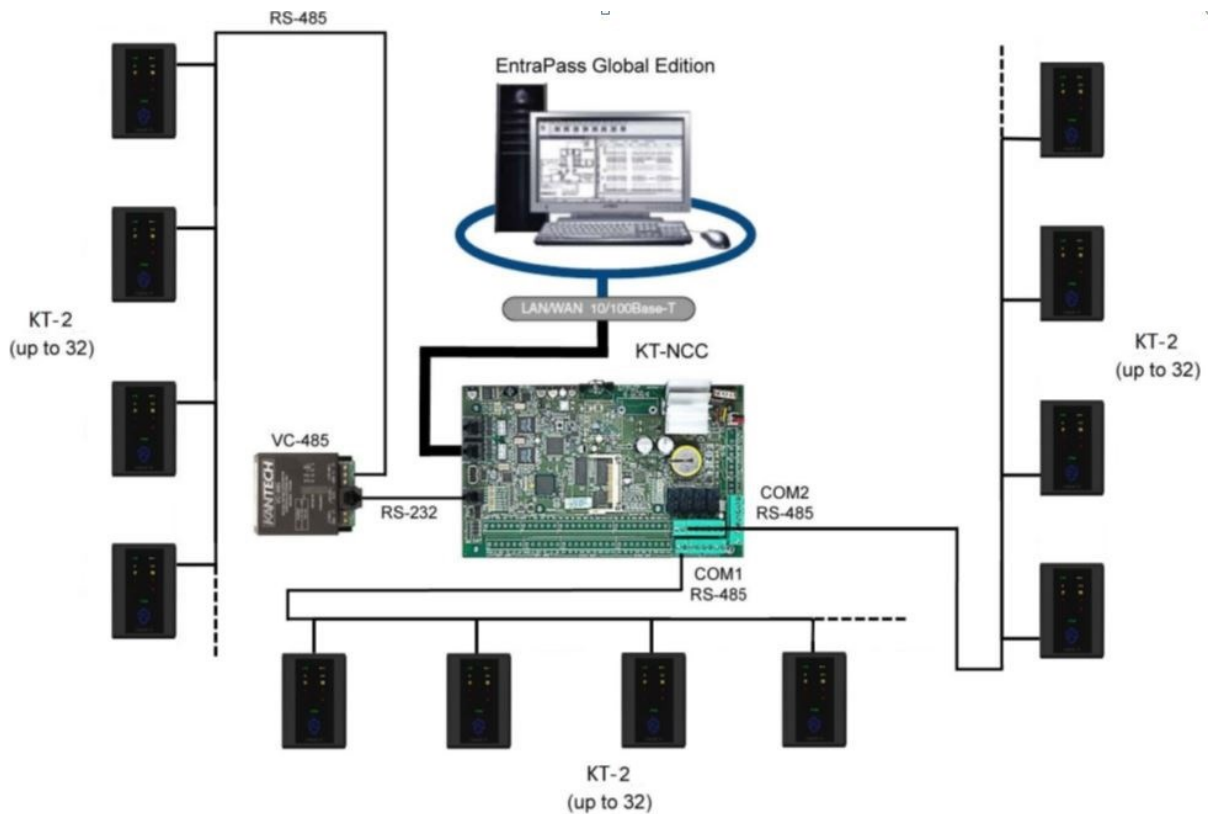 RS-485
EntraPass Global Edition
LAN/WAN 10/100Base-T
KT-NCC
KT-2
(up to 32)
KT-2
(up to 32)
VC-485
KANTECH
RS-232
COM2
RS-485
COM1
RS-485
KT-2
(up to 32)